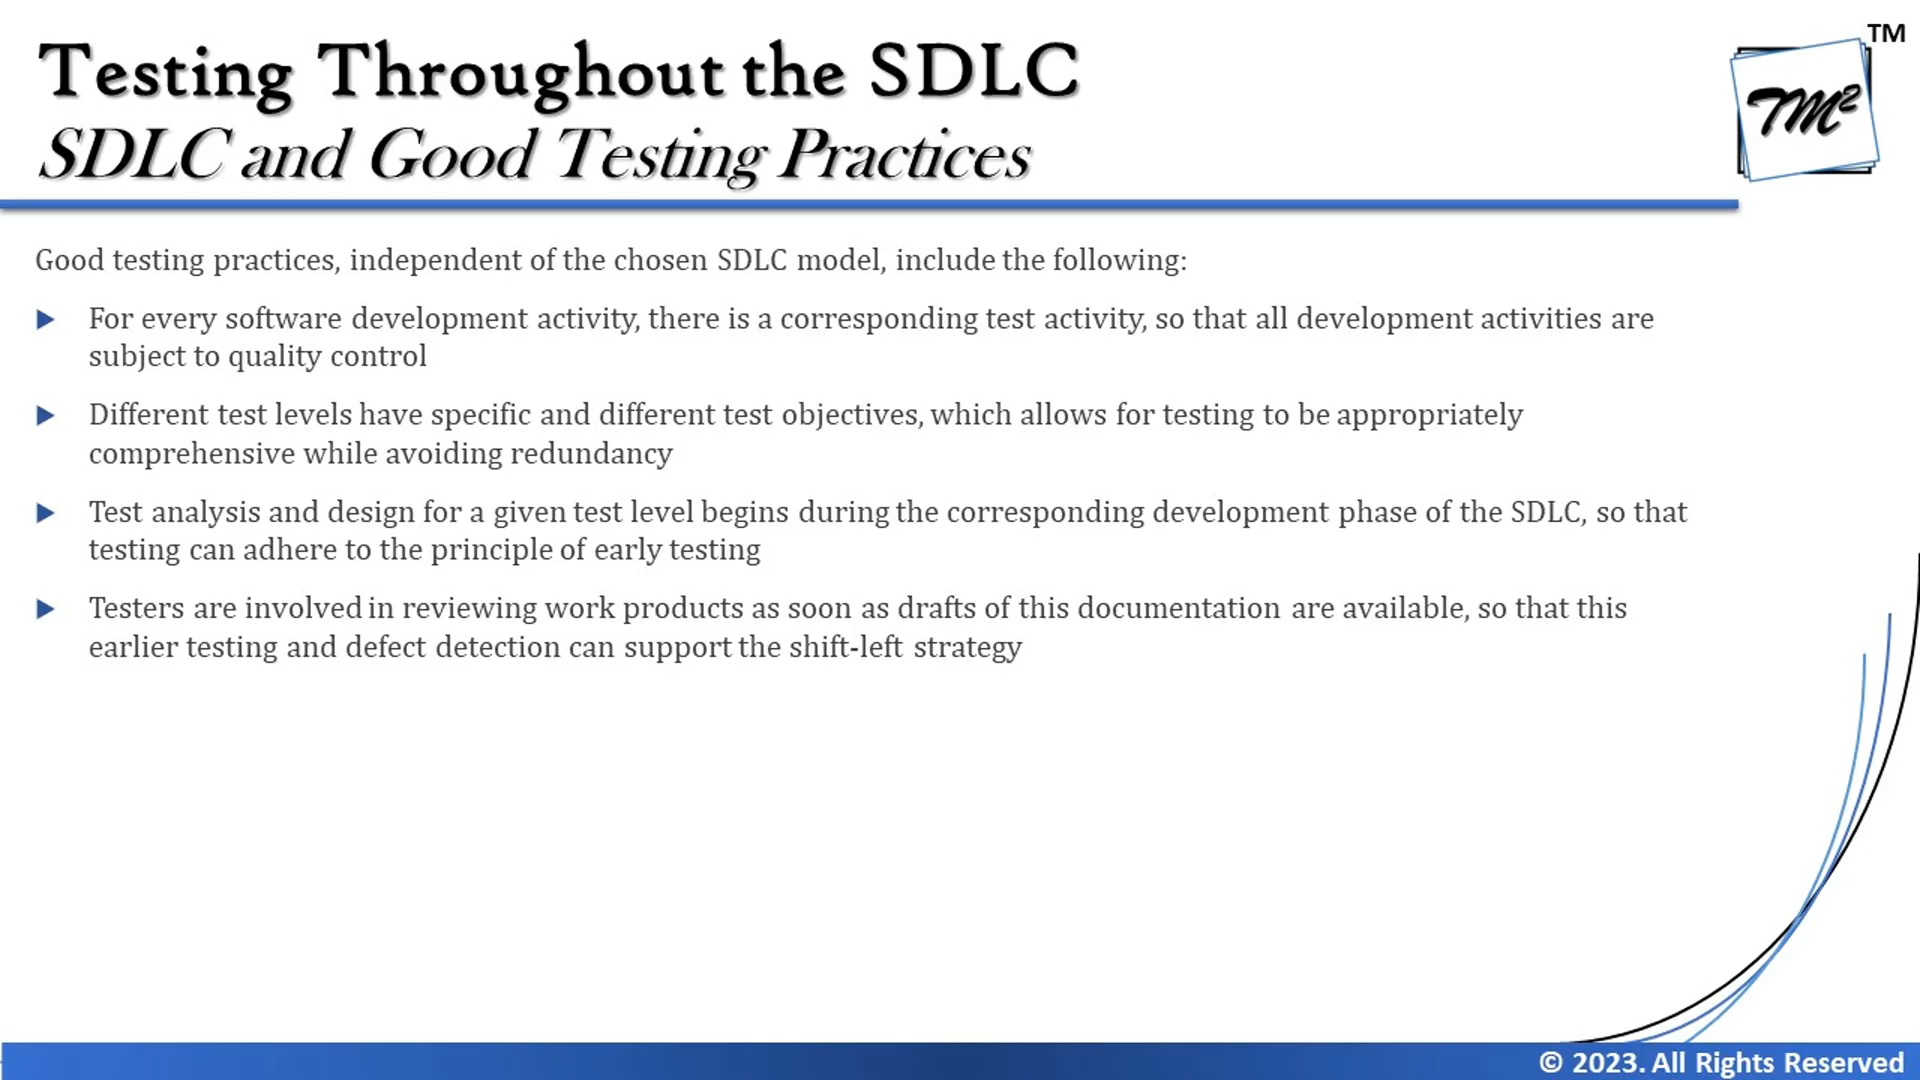 Testing Throughout the SDLC
SDLC and Good Testing Practices
TM
TM²
Good testing practices, independent of the chosen SDLC model, include the following:
For every software development activity, there is a corresponding test activity, so that all development activities are
subject to quality control
Different test levels have specific and different test objectives, which allows for testing to be appropriately
comprehensive while avoiding redundancy
Test analysis and design for a given test level begins during the corresponding development phase of the SDLC, so that
testing can adhere to the principle of early testing
Testers are involved in reviewing work products as soon as drafts of this documentation are available, so that this
earlier testing and defect detection can support the shift-left strategy
© 2023. All Rights Reserved